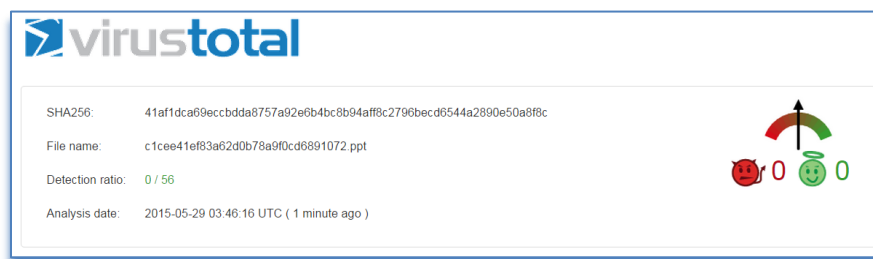 virustotal
SHA256: 41af1dca69eccbdda8757a92e6b4bc8b94aff8c2796becd6544a2890e50a8f8c
File name: c1cee41ef83a62d0b78a9f0cd6891072.ppt
Detection ratio: 0 / 56
Analysis date: 2015-05-29 03:46:16 UTC ( 1 minute ago )
0 0